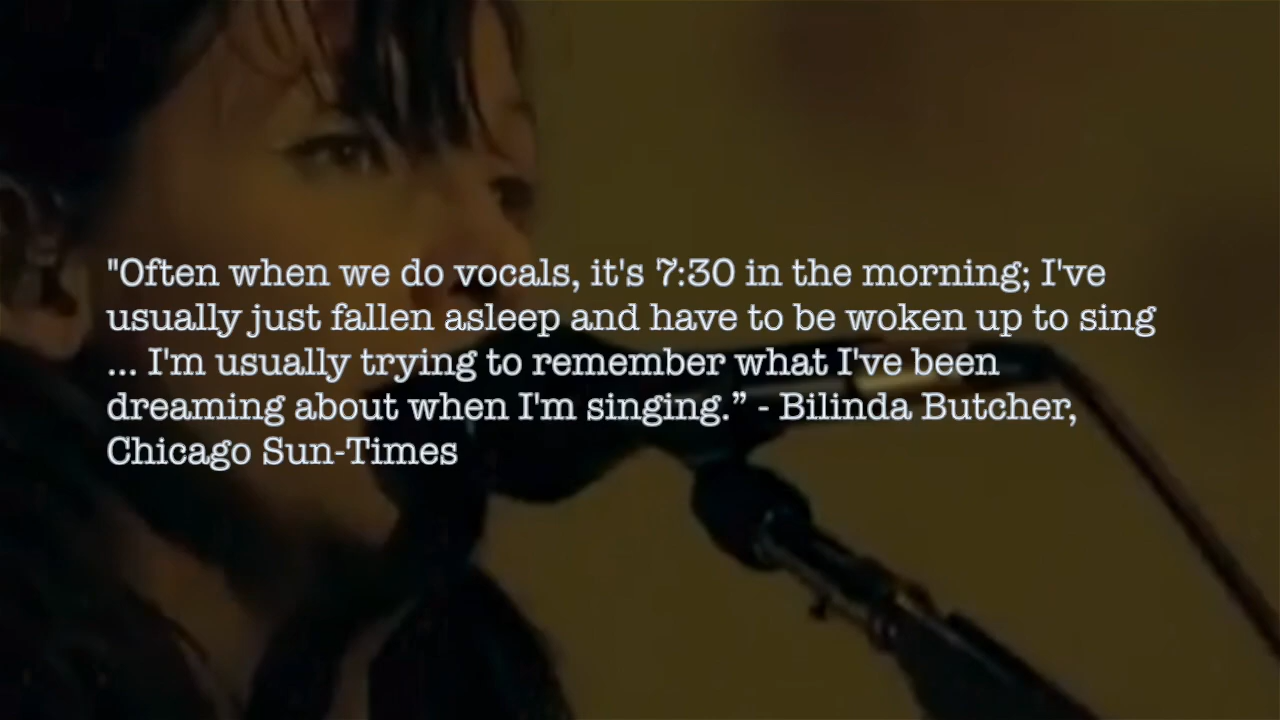 "Often when we do vocals, it's 7:30 in the morning; I've
usually just fallen asleep and have to be woken up to sing
... I'm usually trying to remember what I've been
dreaming about when I'm singing.” - Bilinda Butcher,
Chicago Sun-Times